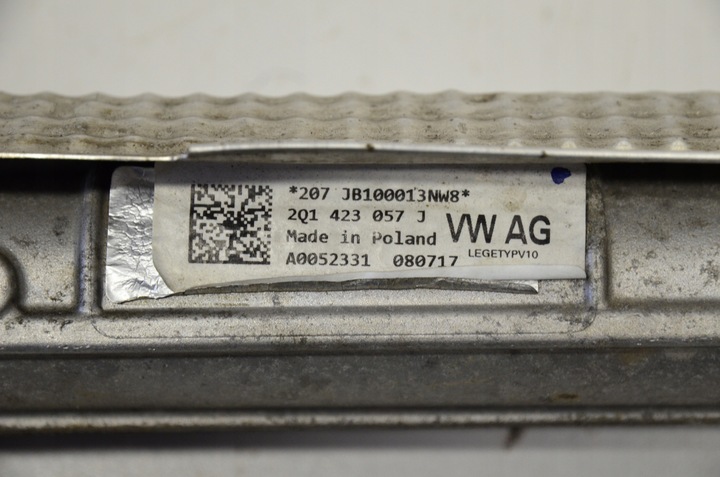 *207 JB100013NW8*
2Q1 423 057 J
Made in Poland
A0052331 080717
VW AG
LEGETYPV10